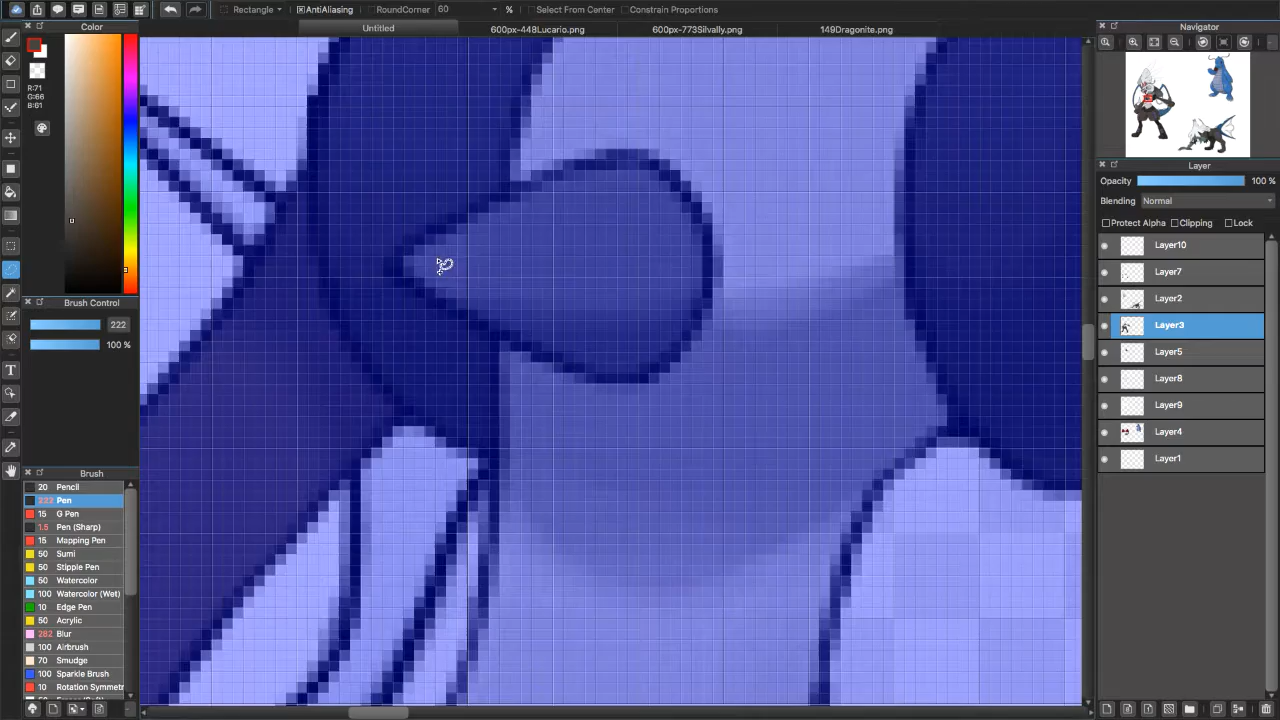 Rectangle AntiAliasing RoundCorner 60 % Select From Center Constrain Proportions
Color Untitled 600px-448Lucario.png 600px-773Silvally.png 149Dragonite.png Navigator
R:71
G:66
B:61
Layer
Opacity 100 %
Blending Normal
Protect Alpha Clipping Lock
Layer10
Layer7
Layer2
Layer3
Layer5
Layer8
Layer9
Layer4
Layer1
Brush Control
222
100 %
Brush
20 Pencil
222 Pen
15 G Pen
1.5 Pen (Sharp)
15 Mapping Pen
50 Sumi
50 Stipple Pen
50 Watercolor
100 Watercolor (Wet)
10 Edge Pen
50 Acrylic
282 Blur
100 Airbrush
70 Smudge
100 Sparkle Brush
10 Rotation Symmetr